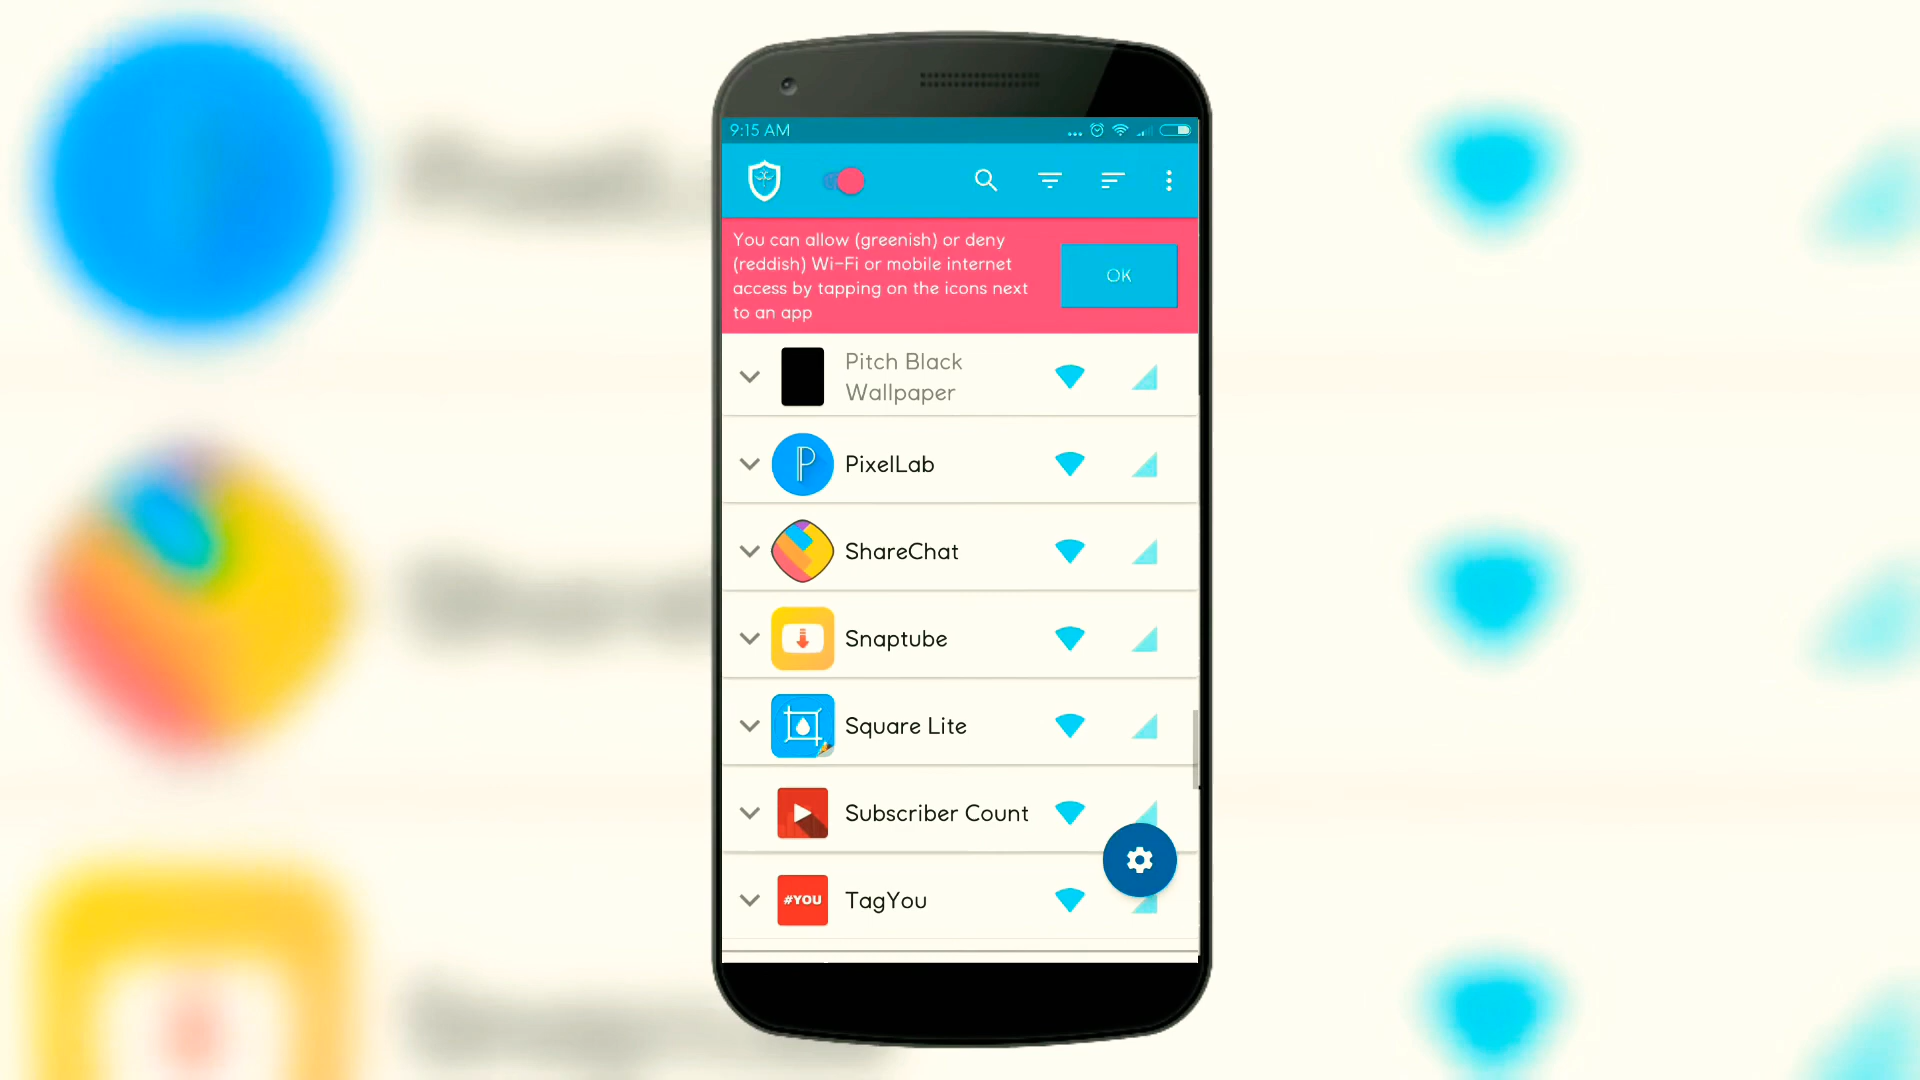 9:15 AM
You can allow (greenish) or deny
(reddish) Wi-Fi or mobile internet
access by tapping on the icons next
to an app
OK
Pitch Black
Wallpaper
PixelLab
ShareChat
Snaptube
Square Lite
Subscriber Count
#YOU
TagYou